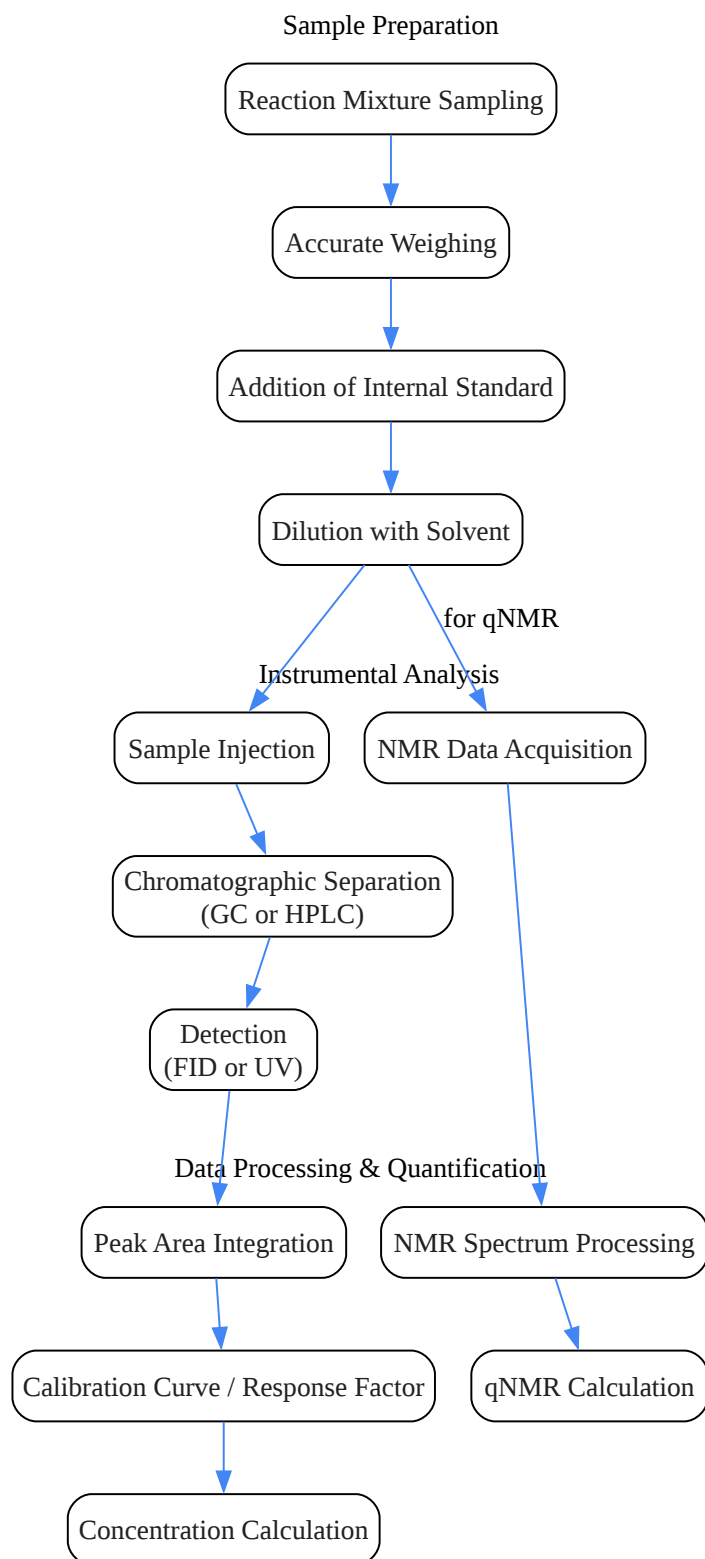 Sample Preparation
Reaction Mixture Sampling
Accurate Weighing
Addition of Internal Standard
Dilution with Solvent
for qNMR
Instrumental Analysis
Sample Injection
NMR Data Acquisition
Chromatographic Separation
(GC or HPLC)
Detection
(FID or UV)
Data Processing & Quantification
Peak Area Integration
NMR Spectrum Processing
Calibration Curve / Response Factor
qNMR Calculation
Concentration Calculation